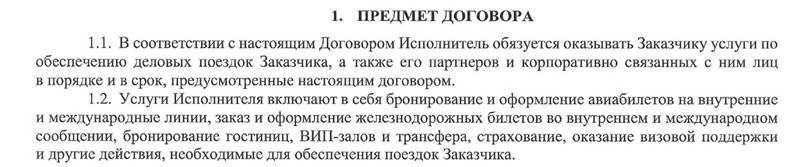 1. ПРЕДМЕТ ДОГОВОРА
1.1. В соответствии с настоящим Договором Исполнитель обязуется оказывать Заказчику услуги по
обеспечению деловых поездок Заказчика, а также его партнеров и корпоративно связанных с ним лиц
в порядке и в срок, предусмотренные настоящим договором.
1.2. Услуги Исполнителя включают в себя бронирование и оформление авиабилетов на внутренние
и международные линии, заказ и оформление железнодорожных билетов во внутреннем и международном
сообщении, бронирование гостиниц, ВИП-залов и трансфера, страхование, оказание визовой поддержки
и другие действия, необходимые для обеспечения поездок Заказчика.